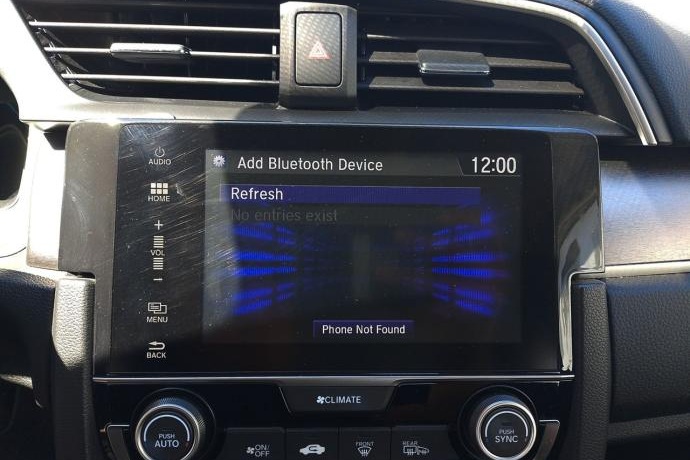 AUDIO
Add Bluetooth Device 12:00
HOME
Refresh
No entries exist
+
VOL
−
MENU
Phone Not Found
BACK
CLIMATE
PUSH
AUTO
ON/
OFF
FRONT
REAR
PUSH
SYNC